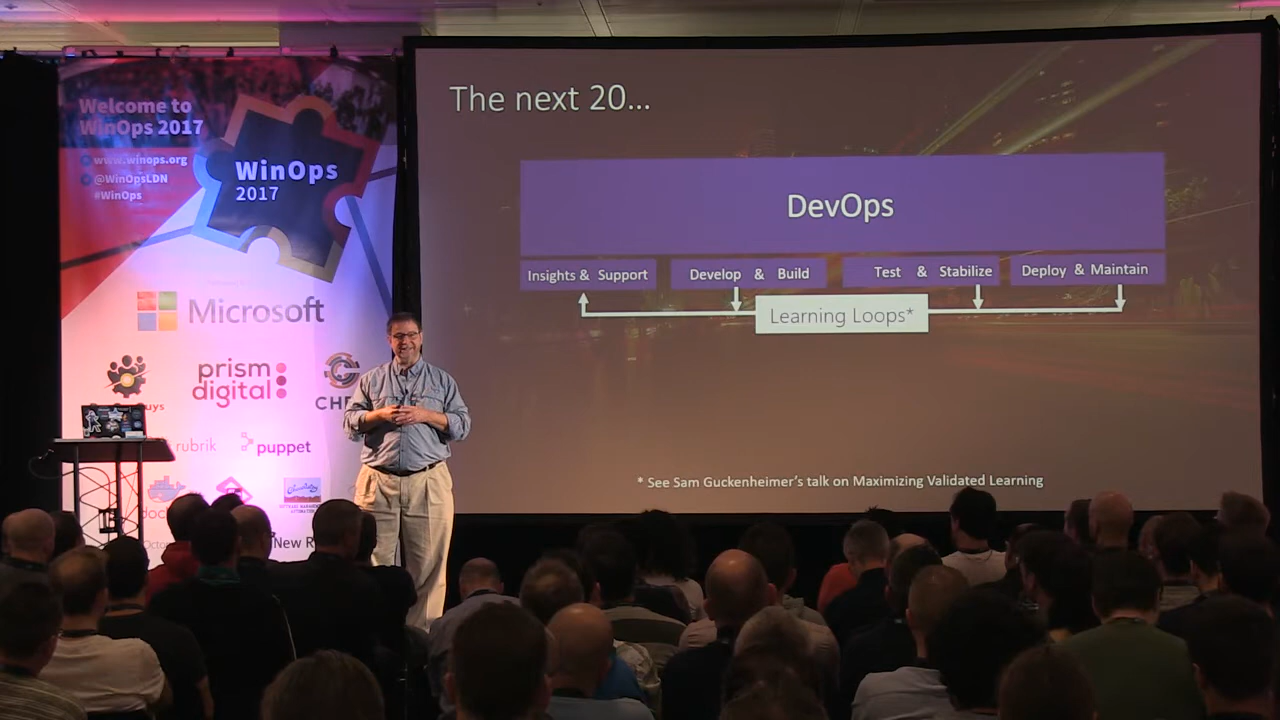 Welcome to
WinOps 2017
www.winops.org
@WinOpsLDN
#WinOps
WinOps
2017
Microsoft
prism
digital
rubrik
puppet
New R
The next 20...
DevOps
Insights & Support
Develop & Build
Test & Stabilize
Deploy & Maintain
Learning Loops*
* See Sam Guckenheimer's talk on Maximizing Validated Learning